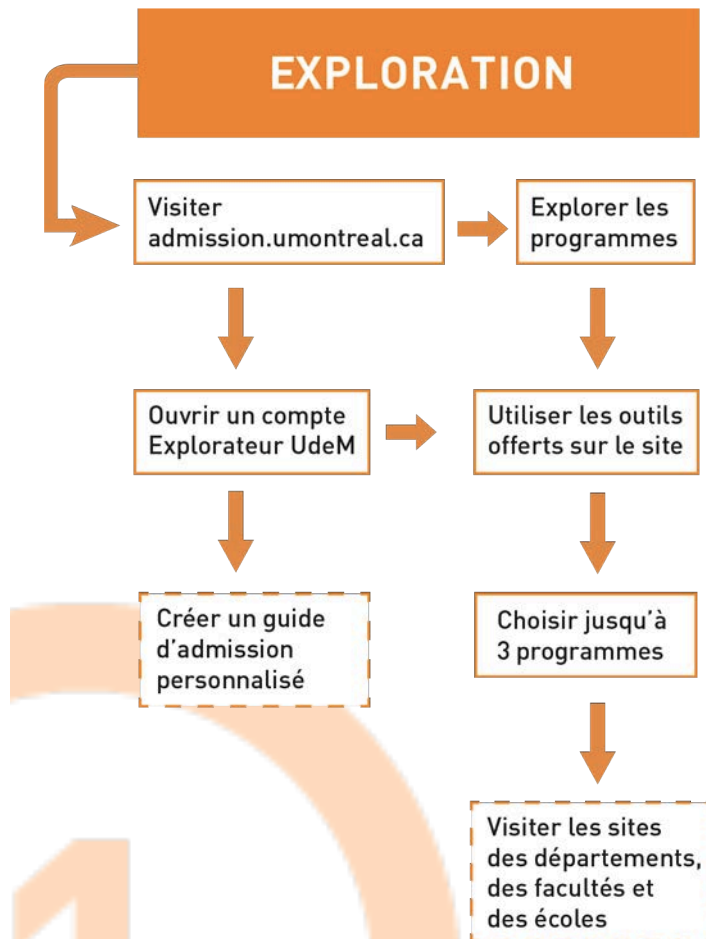 EXPLORATION
Visiter
admission.umontreal.ca
Explorer les
programmes
Ouvrir un compte
Explorateur UdeM
Utiliser les outils
offerts sur le site
Créer un guide
d’admission
personnalisé
Choisir jusqu’à
3 programmes
Visiter les sites
des départements,
des facultés et
des écoles
1